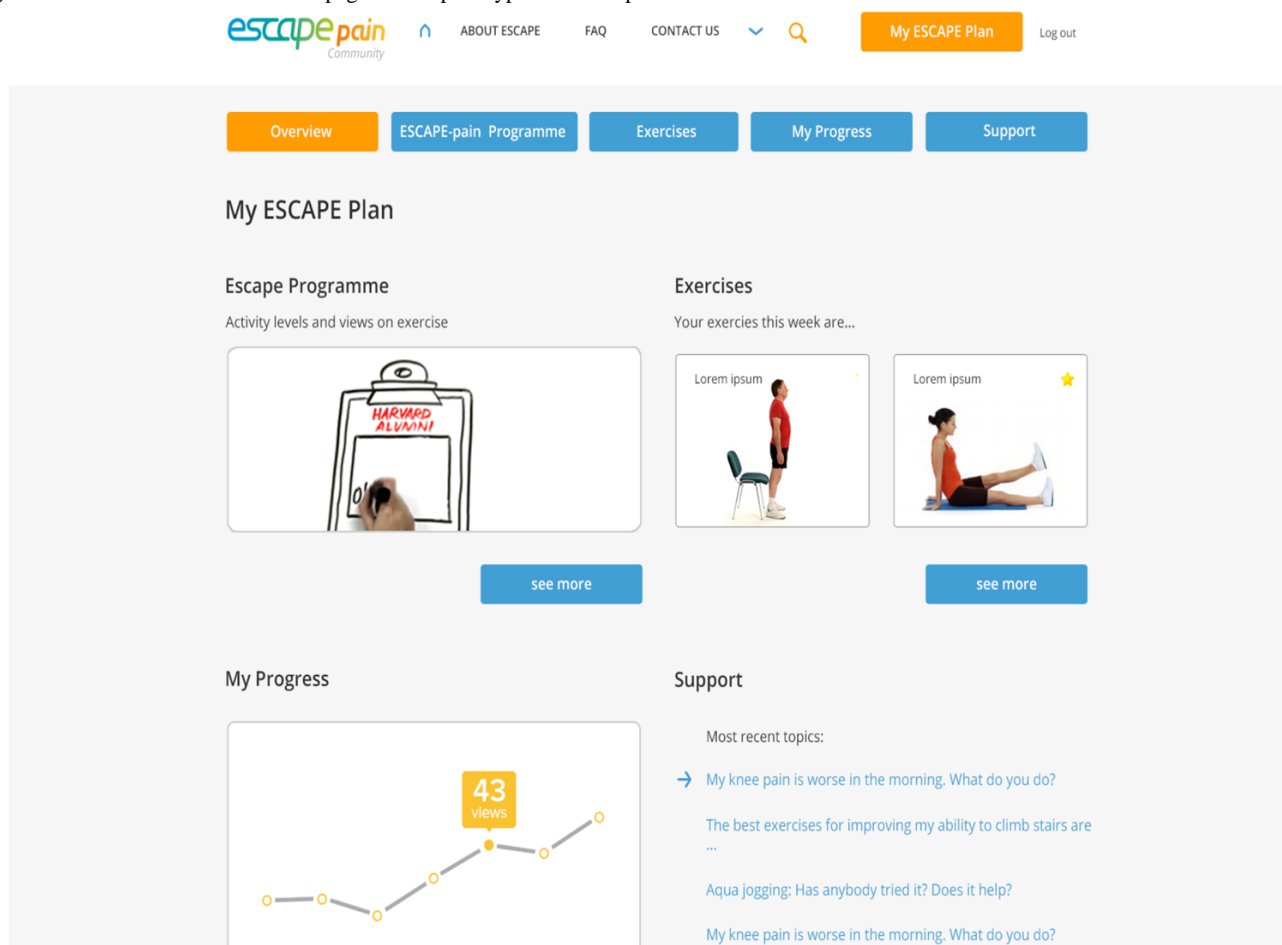 escape pain
Community
ABOUT ESCAPE
FAQ
CONTACT US
My ESCAPE Plan
Log out
Overview
ESCAPE-pain Programme
Exercises
My Progress
Support
My ESCAPE Plan
Escape Programme
Activity levels and views on exercise
HARVARD
ALUMNI
see more
Exercises
Your exercies this week are...
Lorem ipsum
Lorem ipsum
see more
My Progress
43
views
Support
Most recent topics:
My knee pain is worse in the morning. What do you do?
The best exercises for improving my ability to climb stairs are
...
Aqua jogging: Has anybody tried it? Does it help?
My knee pain is worse in the morning. What do you do?